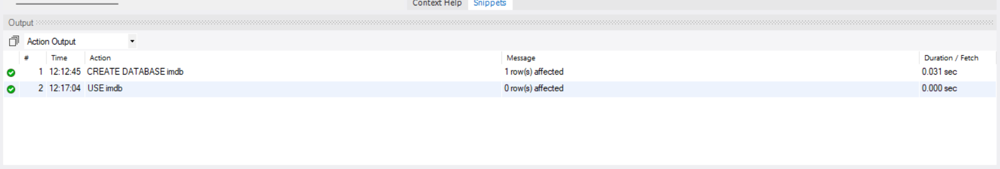 Context Help Snippets
Output
Action Output
# Time Action Message Duration / Fetch
1 12:12:45 CREATE DATABASE imdb 1 row(s) affected 0.031 sec
2 12:17:04 USE imdb 0 row(s) affected 0.000 sec